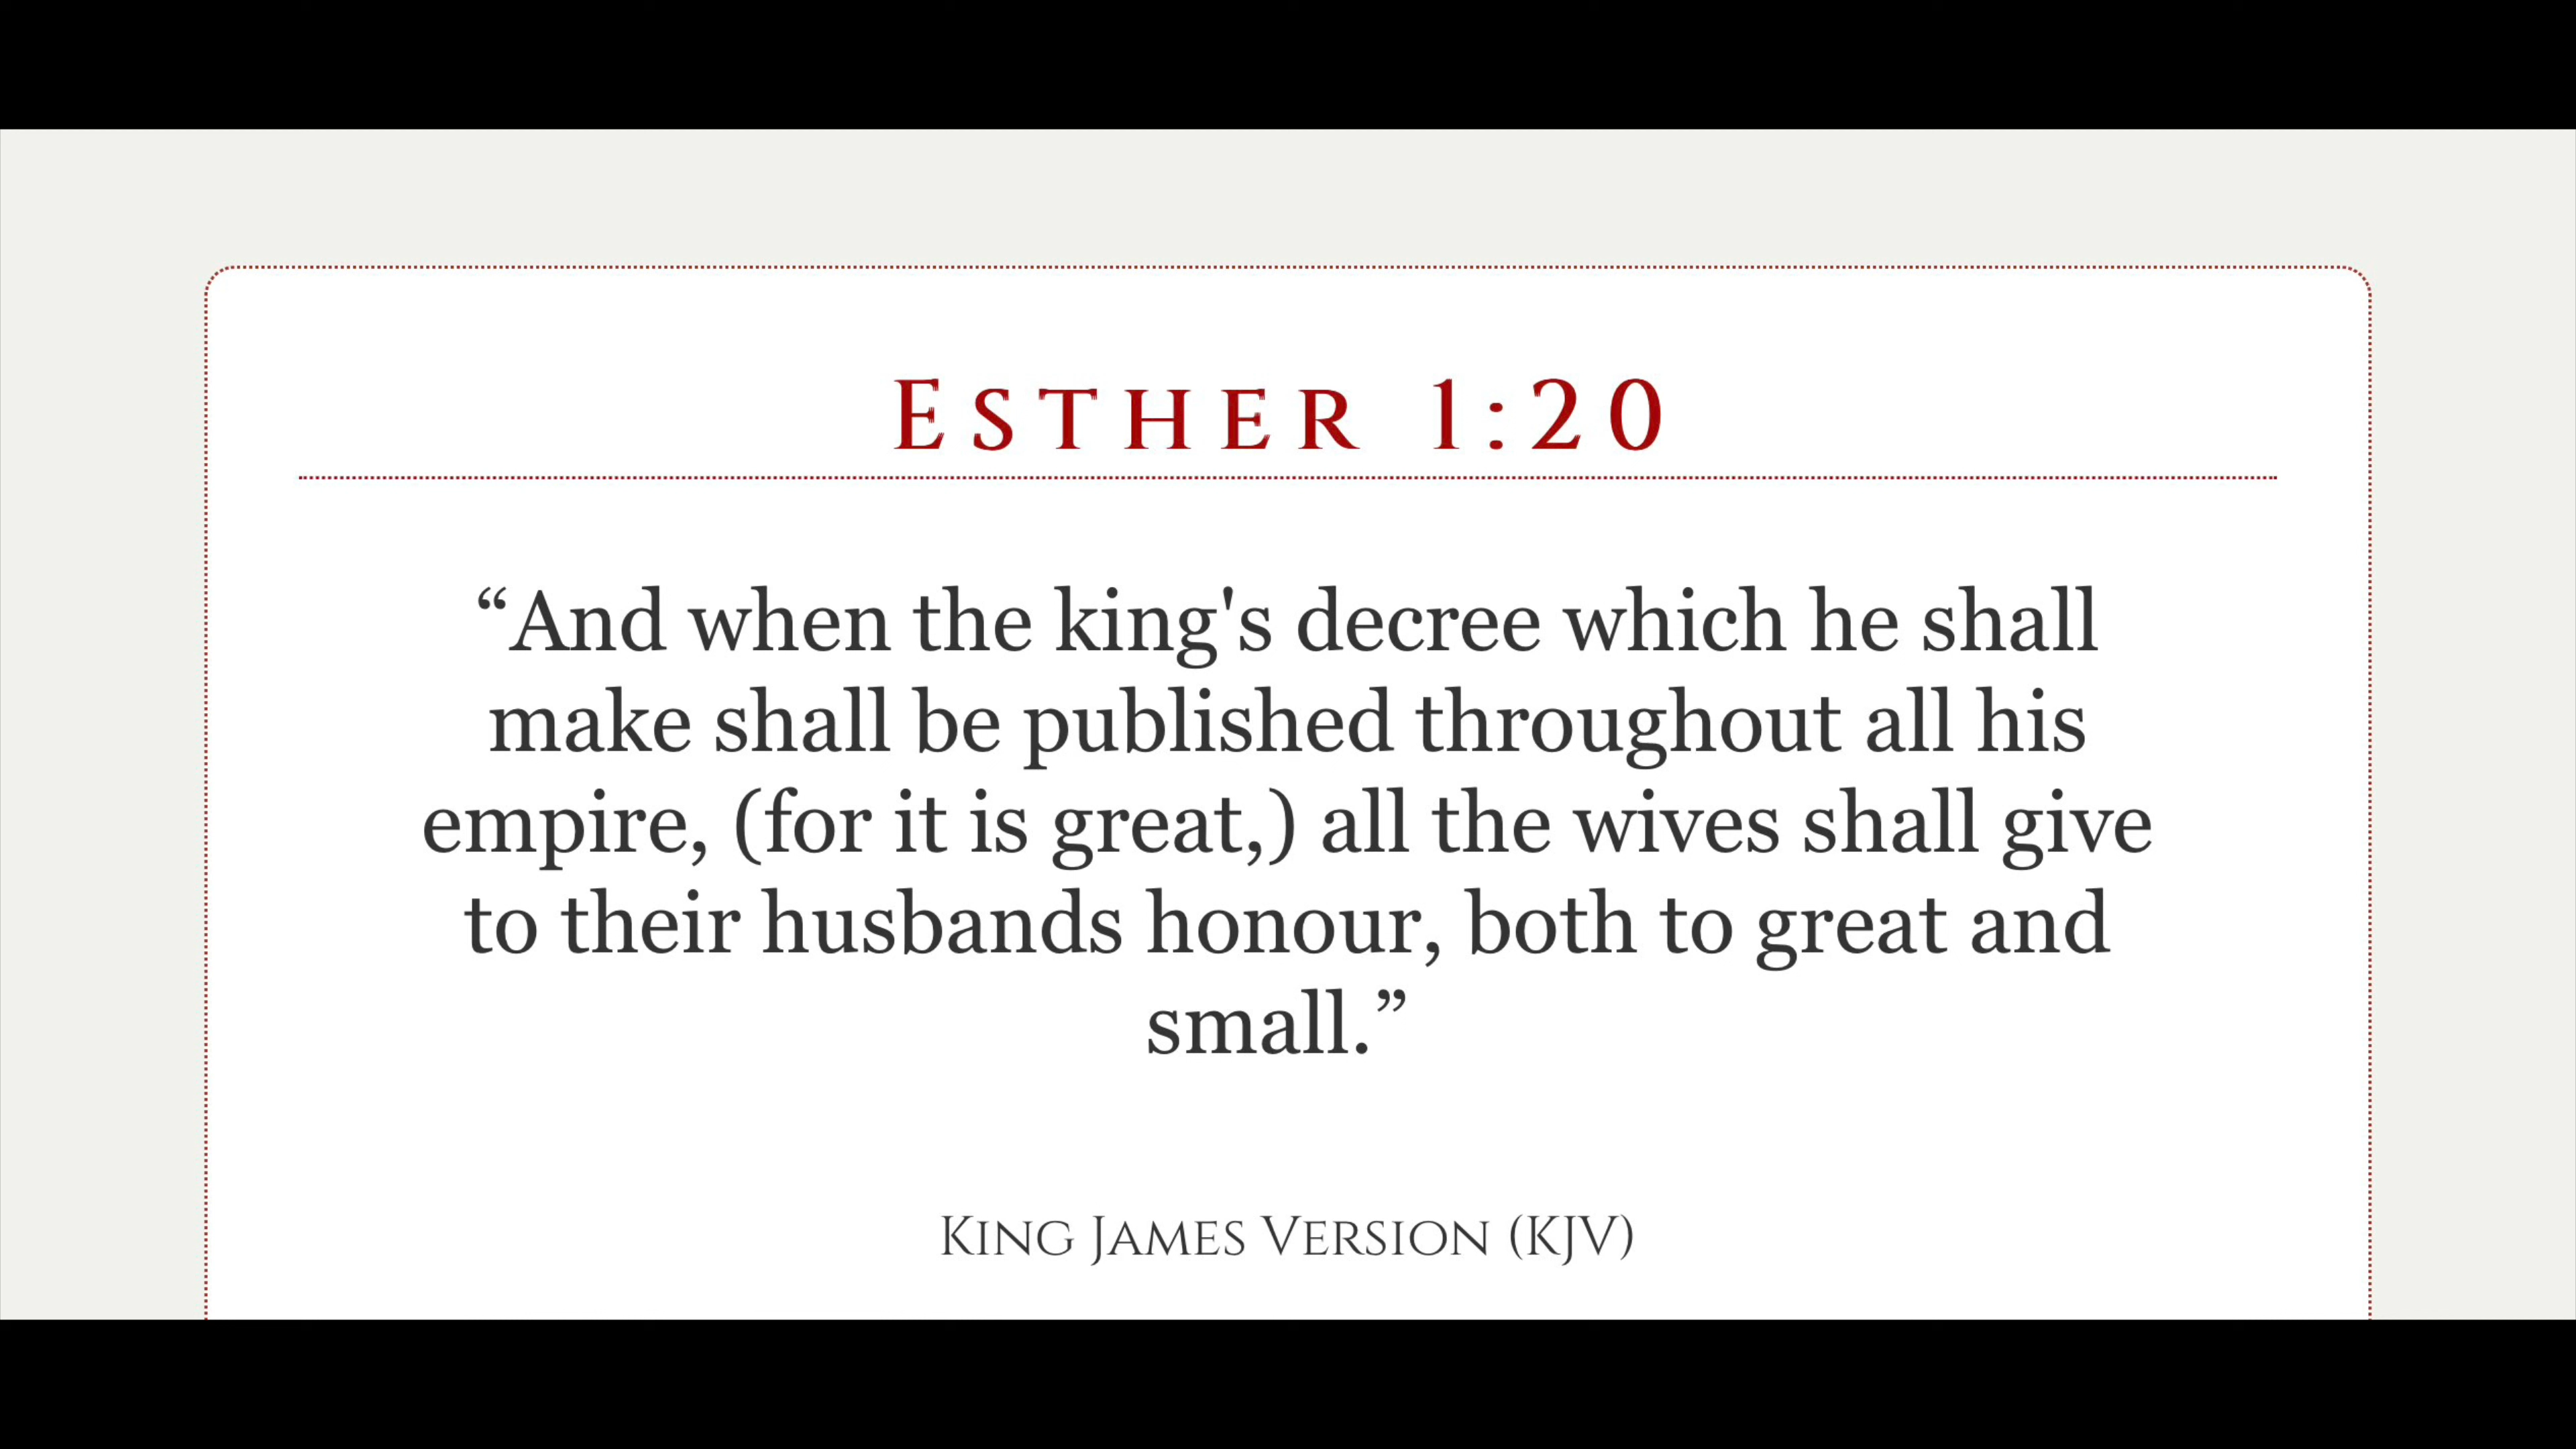 Esther 1:20
“And when the king's decree which he shall
make shall be published throughout all his
empire, (for it is great,) all the wives shall give
to their husbands honour, both to great and
small.”
King James Version (KJV)